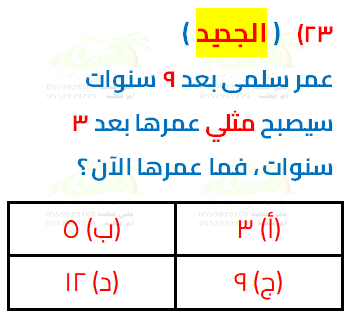 ٢٣) ( الجديد )
عمر سلمى بعد ٩ سنوات
سيصبح مثلي عمرها بعد ٣
سنوات، فما عمرها الآن؟
(أ) ٣ (ب) ٥
(ج) ٩ (د) ١٢